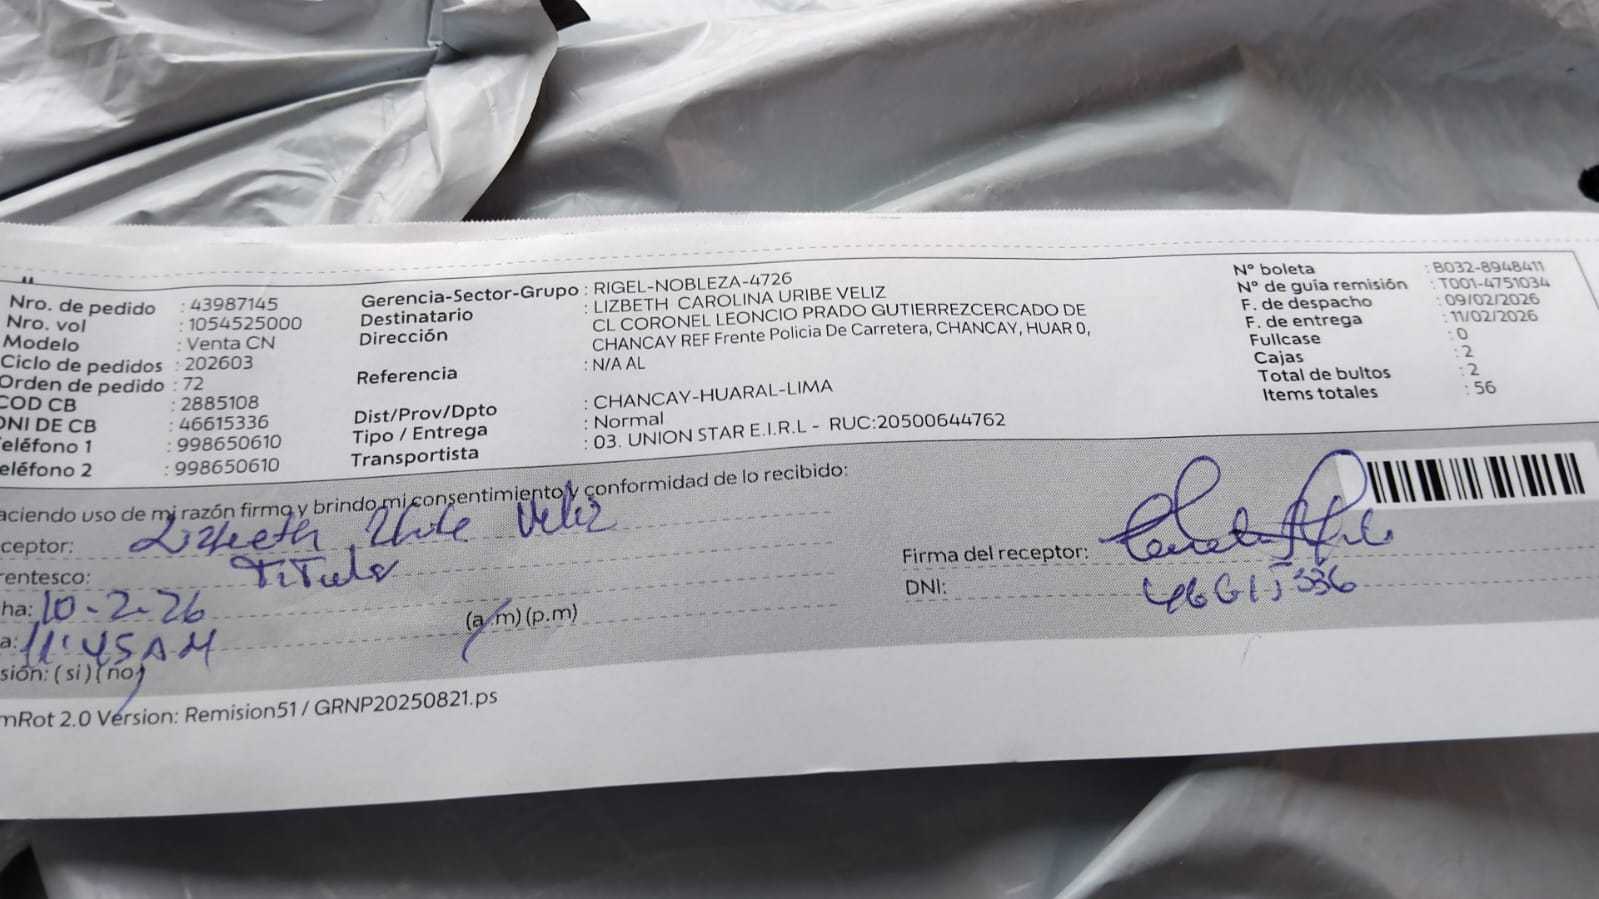 Nro. de pedido : 43987145
Nro. vol : 1054525000
Modelo : Venta CN
Ciclo de pedidos : 202603
Orden de pedido : 72
COD CB : 2885108
DNI DE CB : 46615336
eléfono 1 : 998650610
eléfono 2 : 998650610
Gerencia-Sector-Grupo : RIGEL-NOBLEZA-4726
Destinatario : LIZBETH CAROLINA URIBE VELIZ
Dirección : CL CORONEL LEONCIO PRADO GUTIERREZCERCADO DE
CHANCAY REF Frente Policia De Carretera, CHANCAY, HUAR 0,
Referencia : N/A AL
Dist/Prov/Dpto : CHANCAY-HUARAL-LIMA
Tipo / Entrega : Normal
Transportista : 03. UNION STAR E.I.R.L - RUC:20500644762
N° boleta : B032-8948411
N° de guia remisión : T001-4751034
F. de despacho : 09/02/2026
F. de entrega : 11/02/2026
Fullcase : 0
Cajas : 2
Total de bultos : 2
Items totales : 56
aciendo uso de mi razón firmo y brindo mi consentimiento y conformidad de lo recibido:
ceptor: Lizbeth Uribe Veliz
rentesco: Titular
ha: 10-2-26
a: 11:45 AM (a.m) (p.m)
sión: (si) (no)
Firma del receptor:
DNI: 46615336
mRot 2.0 Version: Remision51 / GRNP20250821.ps